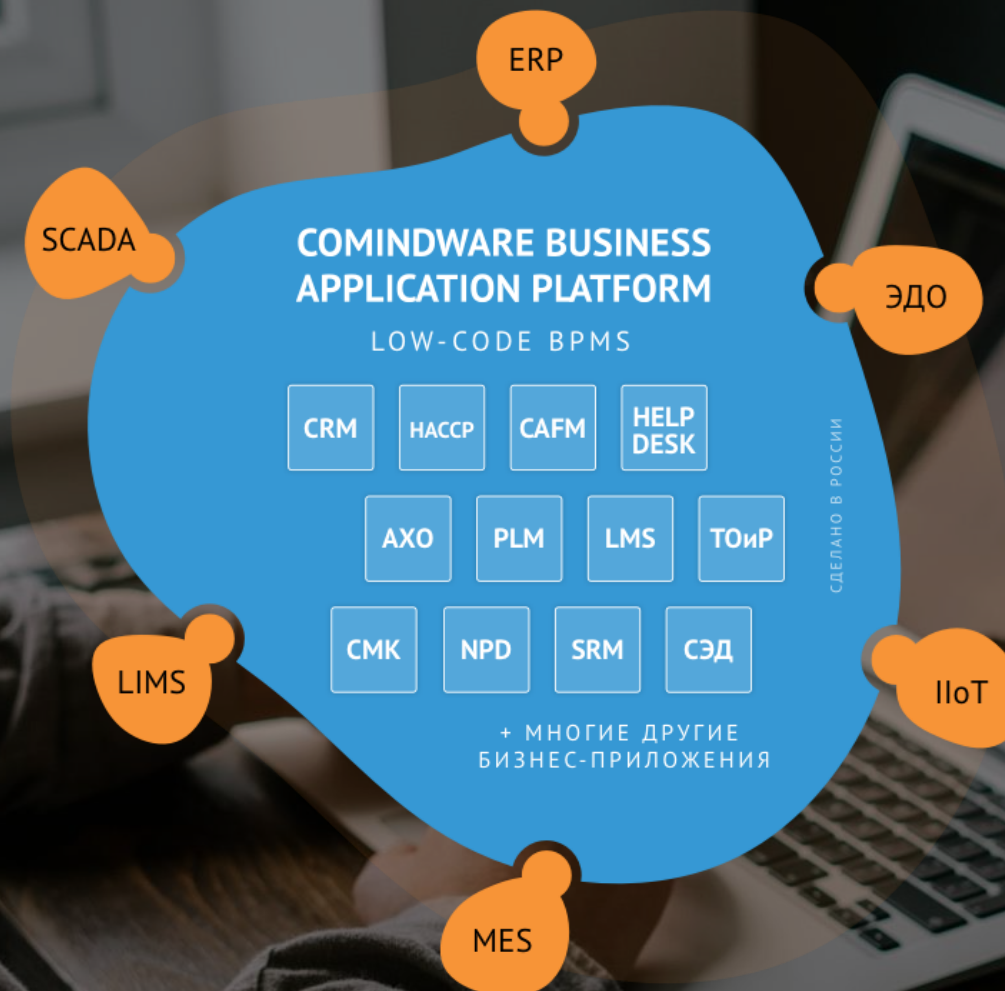 ERP
SCADA
COMINDWARE BUSINESS
APPLICATION PLATFORM
ЭДО
LOW-CODE BPMS
CRM HACCP CAFM HELP
DESK
АХО PLM LMS ТОиР
СДЕЛАНО В РОССИИ
СМК NPD SRM СЭД
LIMS
IIoT
+ МНОГИЕ ДРУГИЕ
БИЗНЕС-ПРИЛОЖЕНИЯ
MES